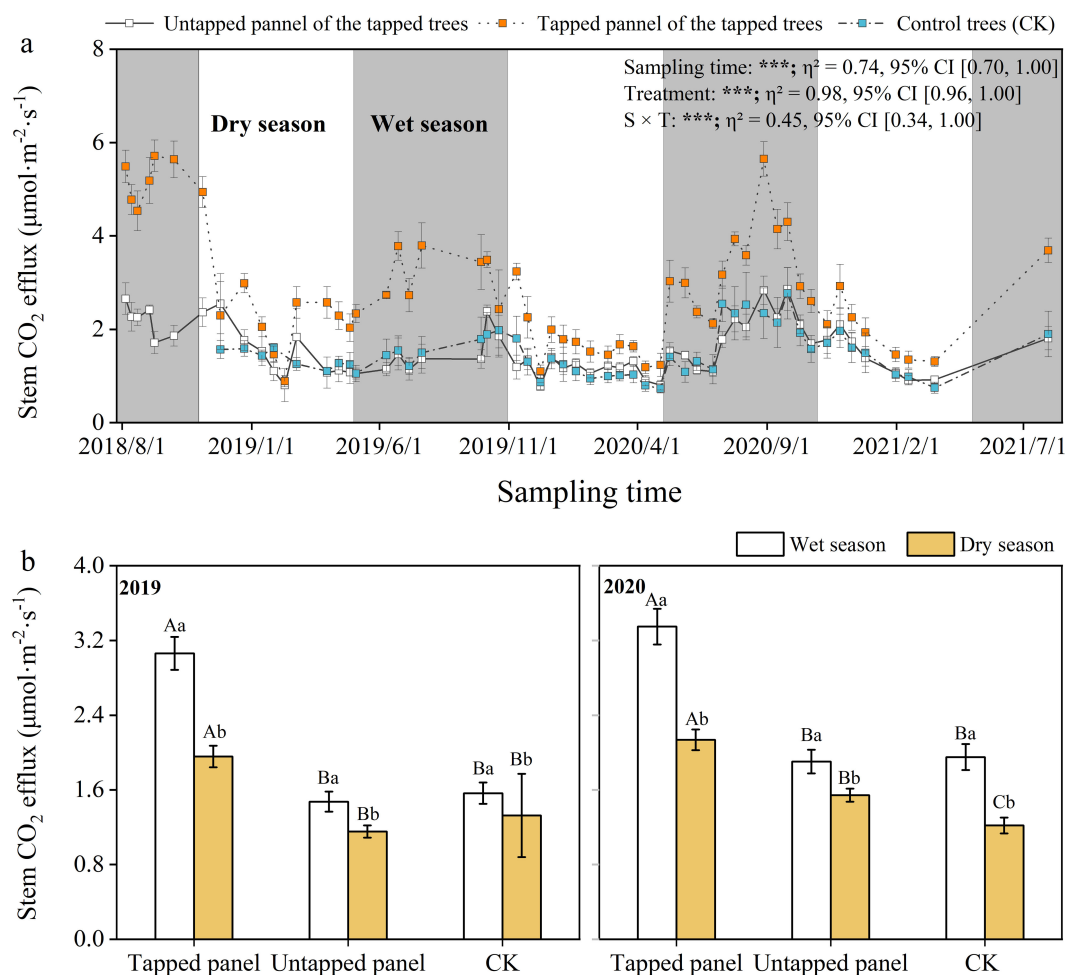 Untapped pannel of the tapped trees Tapped pannel of the tapped trees Control trees (CK)
a
8
6
4
2
0
Stem CO₂ efflux (μmol·m⁻²·s⁻¹)
Sampling time: ***; η² = 0.74, 95% CI [0.70, 1.00]
Treatment: ***; η² = 0.98, 95% CI [0.96, 1.00]
S × T: ***; η² = 0.45, 95% CI [0.34, 1.00]
Dry season Wet season
2018/8/1 2019/1/1 2019/6/1 2019/11/1 2020/4/1 2020/9/1 2021/2/1 2021/7/1
Sampling time
b
Wet season Dry season
4.0
3.2
2.4
1.6
0.8
0.0
Stem CO₂ efflux (μmol·m⁻²·s⁻¹)
2019
Aa
Ab
Ba
Bb
Ba
Bb
Tapped panel Untapped panel CK
2020
Aa
Ab
Ba
Bb
Ba
Cb
Tapped panel Untapped panel CK